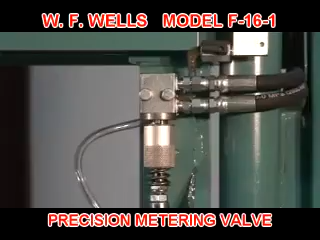 W. F. WELLS MODEL F-16-1
PRECISION METERING VALVE